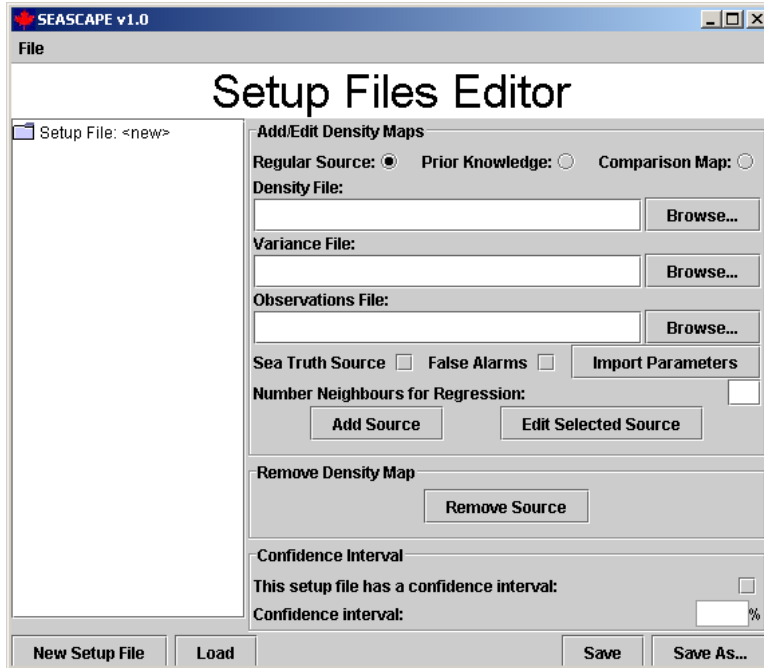 SEASCAPE v1.0
File
Setup Files Editor
Setup File: <new>
Add/Edit Density Maps
Regular Source: Prior Knowledge: Comparison Map:
Density File:
Browse...
Variance File:
Browse...
Observations File:
Browse...
Sea Truth Source False Alarms Import Parameters
Number Neighbours for Regression:
Add Source Edit Selected Source
Remove Density Map
Remove Source
Confidence Interval
This setup file has a confidence interval:
Confidence interval: %
New Setup File Load Save Save As...